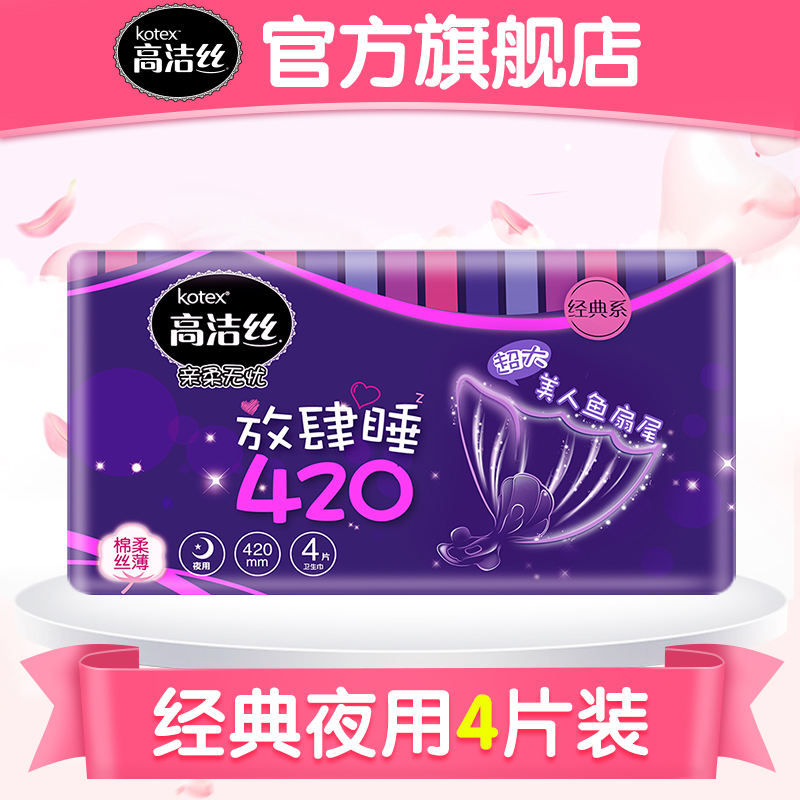 kotex
高洁丝
官方旗舰店
kotex
高洁丝
亲柔无忧
经典系
超大
美人鱼扇尾
放肆睡
z
420
棉柔
丝薄
夜用
420
mm
4片
卫生巾
经典夜用4片装